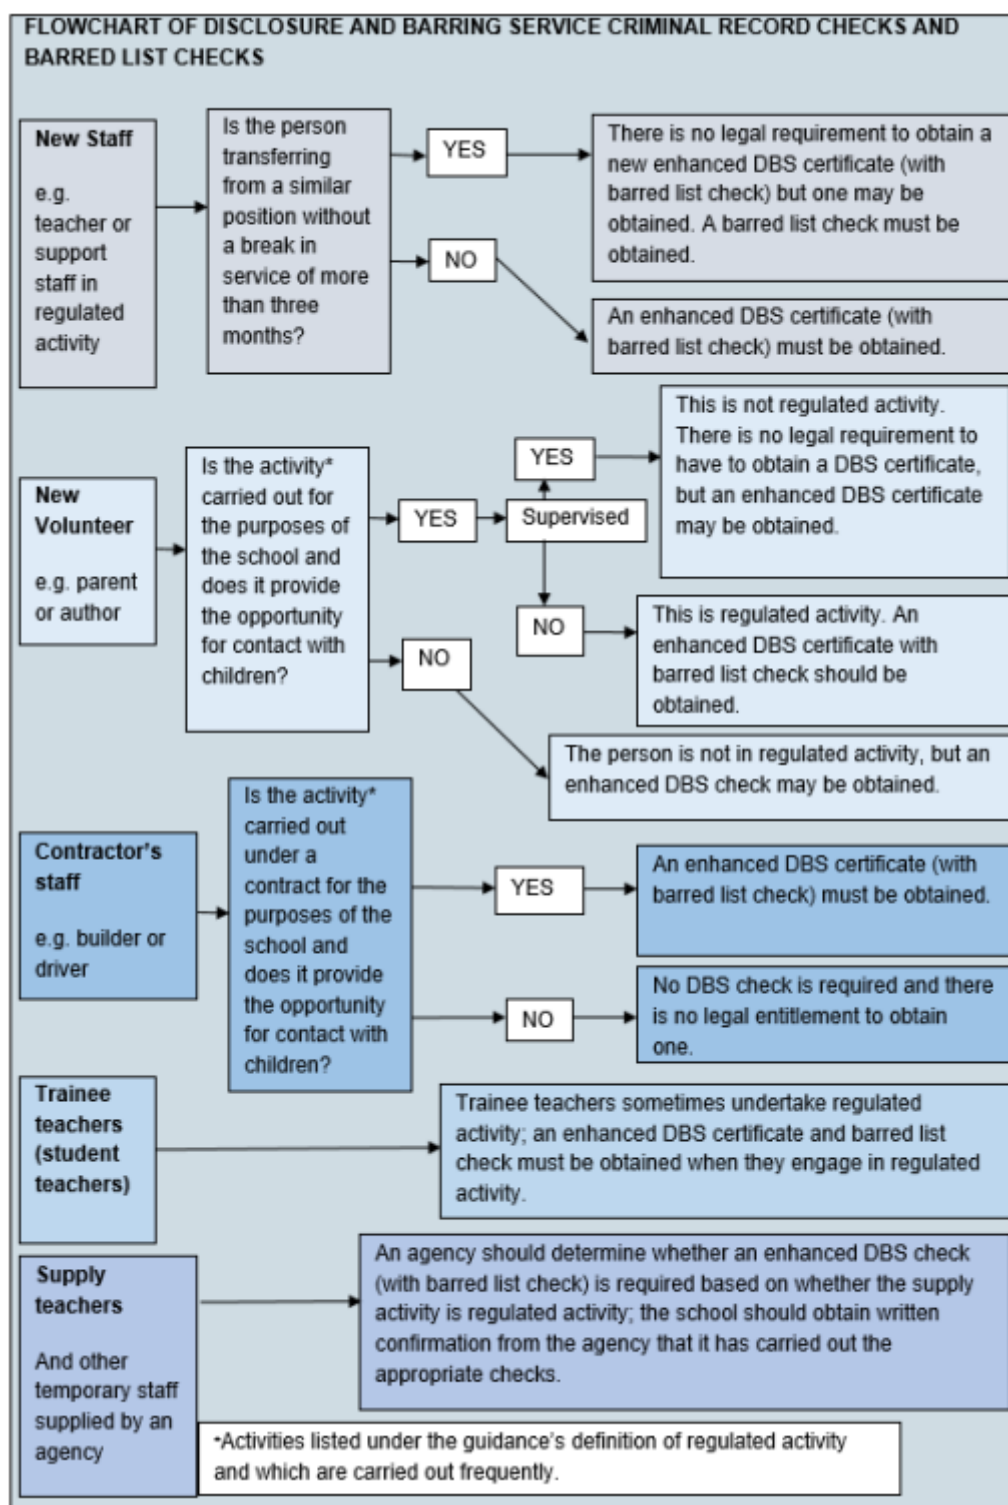 FLOWCHART OF DISCLOSURE AND BARRING SERVICE CRIMINAL RECORD CHECKS AND
BARRED LIST CHECKS
New Staff
e.g.
teacher or
support
staff in
regulated
activity
Is the person
transferring
from a similar
position without
a break in
service of more
than three
months?
YES
There is no legal requirement to obtain a
new enhanced DBS certificate (with
barred list check) but one may be
obtained. A barred list check must be
obtained.
NO
An enhanced DBS certificate (with
barred list check) must be obtained.
New
Volunteer
e.g. parent
or author
Is the activity*
carried out for
the purposes of
the school and
does it provide
the opportunity
for contact with
children?
YES
Supervised
YES
This is not regulated activity.
There is no legal requirement to
have to obtain a DBS certificate,
but an enhanced DBS certificate
may be obtained.
NO
This is regulated activity. An
enhanced DBS certificate with
barred list check should be
obtained.
NO
The person is not in regulated activity, but an
enhanced DBS check may be obtained.
Contractor's
staff
e.g. builder or
driver
Is the activity*
carried out
under a
contract for the
purposes of the
school and
does it provide
the opportunity
for contact with
children?
YES
An enhanced DBS certificate (with
barred list check) must be obtained.
NO
No DBS check is required and there
is no legal entitlement to obtain
one.
Trainee
teachers
(student
teachers)
Trainee teachers sometimes undertake regulated
activity; an enhanced DBS certificate and barred list
check must be obtained when they engage in regulated
activity.
Supply
teachers
And other
temporary staff
supplied by an
agency
An agency should determine whether an enhanced DBS check
(with barred list check) is required based on whether the supply
activity is regulated activity; the school should obtain written
confirmation from the agency that it has carried out the
appropriate checks.
*Activities listed under the guidance's definition of regulated activity
and which are carried out frequently.